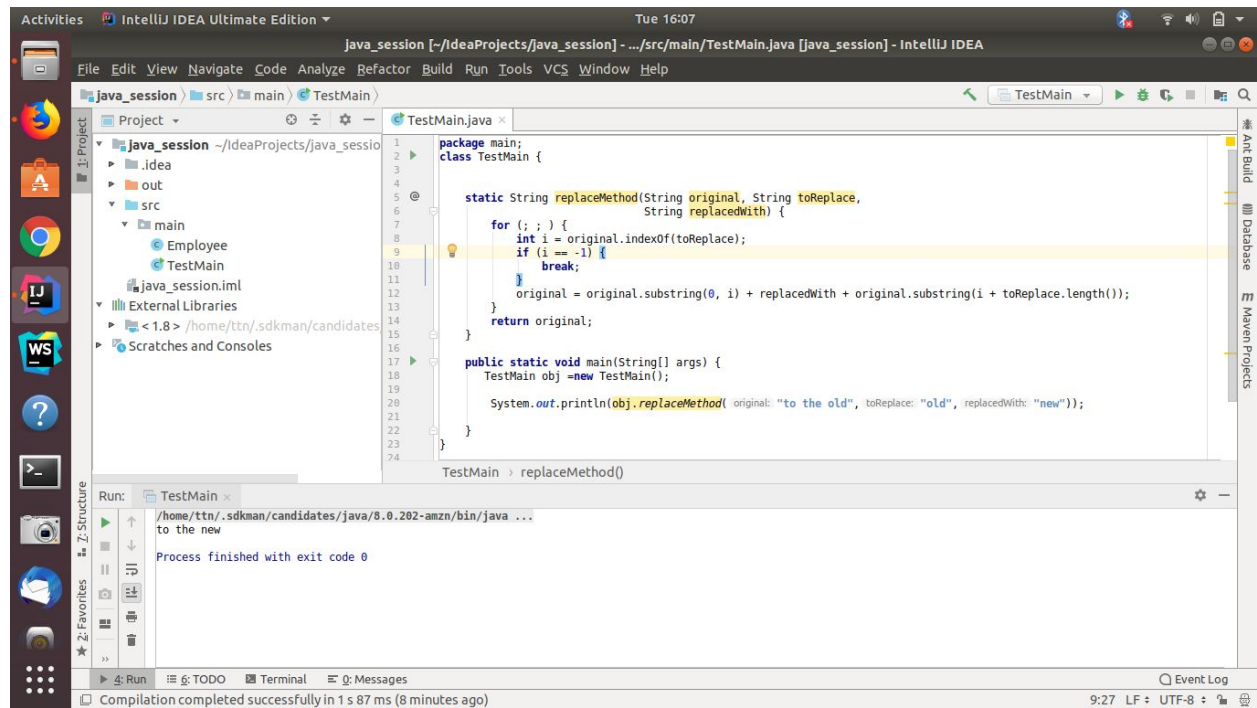 Activities IntelliJ IDEA Ultimate Edition Tue 16:07
java_session [~/IdeaProjects/java_session] - .../src/main/TestMain.java [java_session] - IntelliJ IDEA
File Edit View Navigate Code Analyze Refactor Build Run Tools VCS Window Help
java_session src main TestMain TestMain
1: Project
Project
java_session ~/IdeaProjects/java_sessio
.idea
out
src
main
Employee
TestMain
java_session.iml
External Libraries
< 1.8 > /home/ttn/.sdkman/candidates
Scratches and Consoles
TestMain.java
1 package main;
2 class TestMain {
3
4
5 @ static String replaceMethod(String original, String toReplace,
6 String replacedWith) {
7 for (; ; ) {
8 int i = original.indexOf(toReplace);
9 if (i == -1) {
10 break;
11 }
12 original = original.substring(0, i) + replacedWith + original.substring(i + toReplace.length());
13 }
14 return original;
15 }
16
17 public static void main(String[] args) {
18 TestMain obj =new TestMain();
19
20 System.out.println(obj.replaceMethod( original: "to the old", toReplace: "old", replacedWith: "new"));
21
22 }
23 }
24
TestMain › replaceMethod()
Ant Build
Database
m Maven Projects
IJ
WS
?
>_
Z: Structure
2: Favorites
Run: TestMain
/home/ttn/.sdkman/candidates/java/8.0.202-amzn/bin/java ...
to the new
Process finished with exit code 0
4: Run 6: TODO Terminal 0: Messages Event Log
Compilation completed successfully in 1 s 87 ms (8 minutes ago) 9:27 LF UTF-8